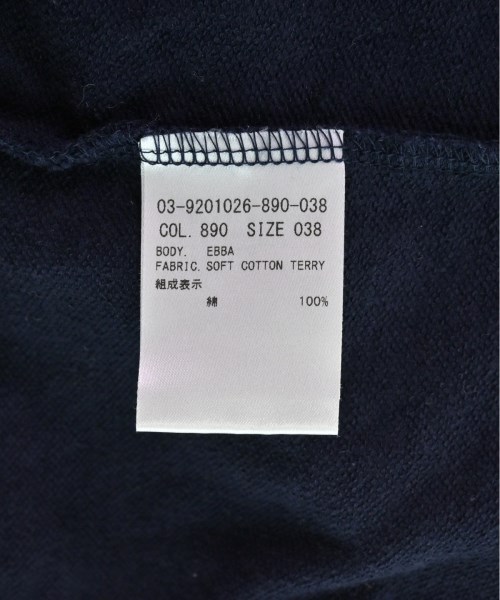 03-9201026-890-038
COL. 890 SIZE 038
BODY. EBBA
FABRIC. SOFT COTTON TERRY
組成表示
綿 100%